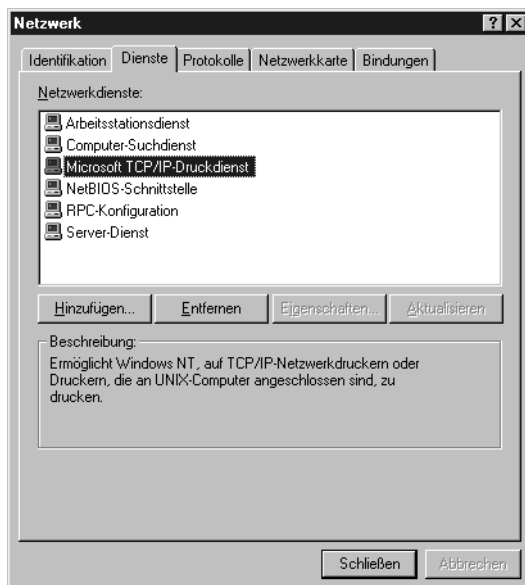 Netzwerk
Identifikation Dienste Protokolle Netzwerkkarte Bindungen
Netzwerkdienste:
Arbeitsstationsdienst
Computer-Suchdienst
Microsoft TCP/IP-Druckdienst
NetBIOS-Schnittstelle
RPC-Konfiguration
Server-Dienst
Hinzufügen... Entfernen Eigenschaften... Aktualisieren
Beschreibung:
Ermöglicht Windows NT, auf TCP/IP-Netzwerkdruckern oder
Druckern, die an UNIX-Computer angeschlossen sind, zu
drucken.
Schließen Abbrechen